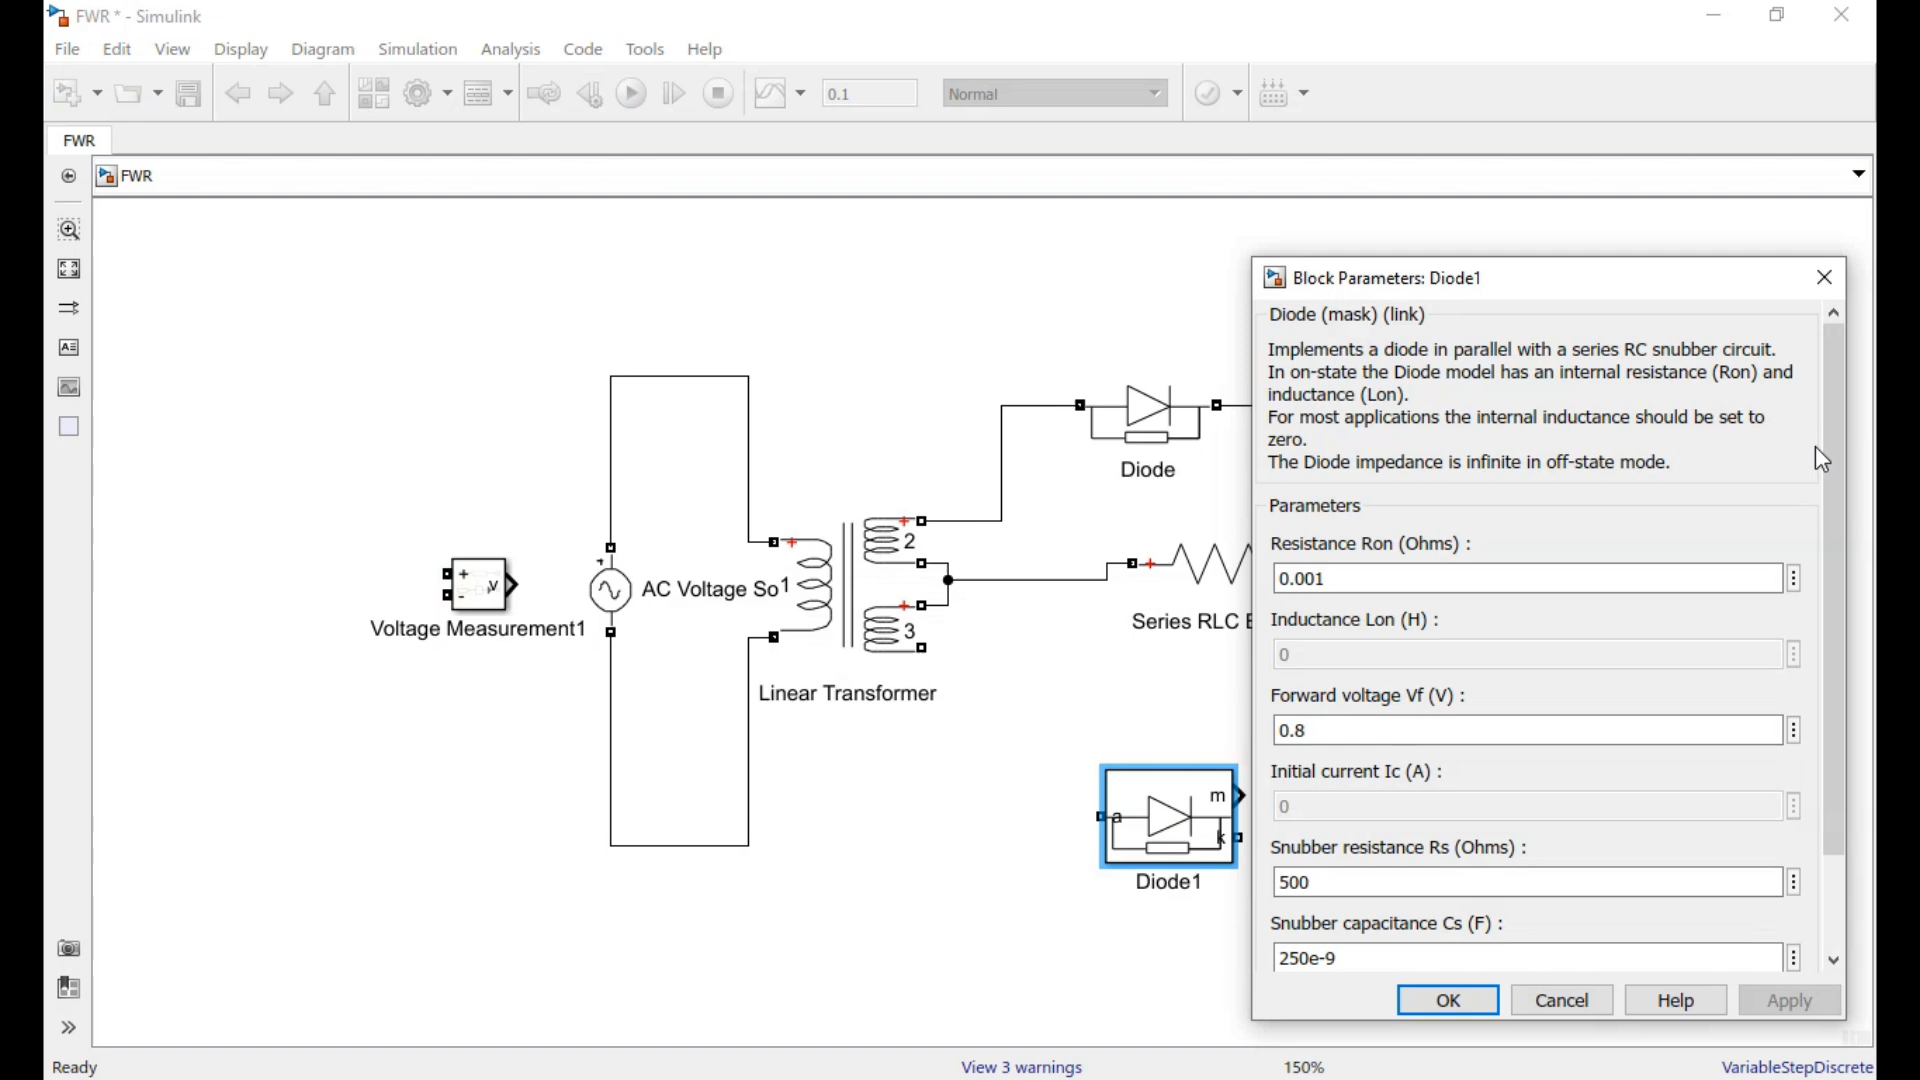 FWR * - Simulink
File Edit View Display Diagram Simulation Analysis Code Tools Help
0.1 Normal
FWR
FWR
Block Parameters: Diode1
Diode (mask) (link)
Implements a diode in parallel with a series RC snubber circuit.
In on-state the Diode model has an internal resistance (Ron) and
inductance (Lon).
For most applications the internal inductance should be set to
zero.
The Diode impedance is infinite in off-state mode.
Parameters
Resistance Ron (Ohms) :
0.001
Inductance Lon (H) :
0
Forward voltage Vf (V) :
0.8
Initial current Ic (A) :
0
Snubber resistance Rs (Ohms) :
500
Snubber capacitance Cs (F) :
250e-9
OK Cancel Help Apply
Diode
+ 2
+
+
+ v
-
Voltage Measurement1
+
AC Voltage So 1
+ 3
Series RLC B
Linear Transformer
m
a
k
Diode1
Ready View 3 warnings 150% VariableStepDiscrete